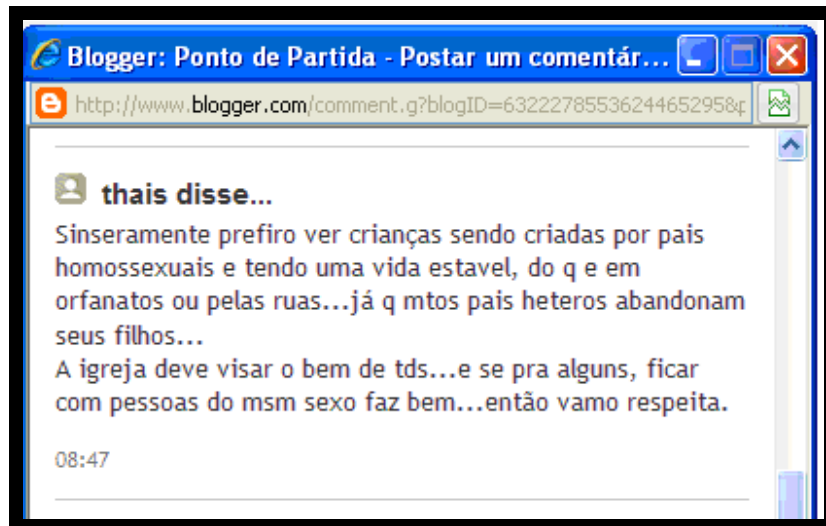 Blogger: Ponto de Partida - Postar um comentár...
http://www.blogger.com/comment.g?blogID=6322278553624465295&p
thais disse...
Sinseramente prefiro ver crianças sendo criadas por pais
homossexuais e tendo uma vida estavel, do q e em
orfanatos ou pelas ruas...já q mtos pais heteros abandonam
seus filhos...
A igreja deve visar o bem de tds...e se pra alguns, ficar
com pessoas do msm sexo faz bem...então vamo respeita.
08:47